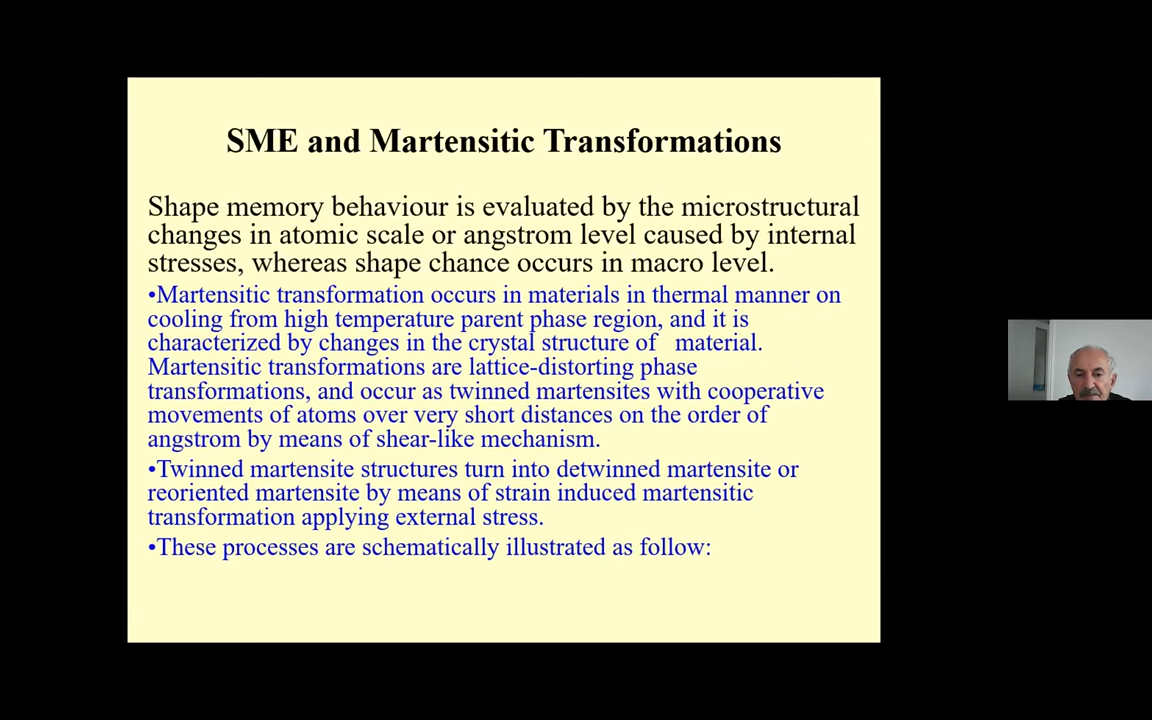 SME and Martensitic Transformations
Shape memory behaviour is evaluated by the microstructural
changes in atomic scale or angstrom level caused by internal
stresses, whereas shape chance occurs in macro level.
•Martensitic transformation occurs in materials in thermal manner on
cooling from high temperature parent phase region, and it is
characterized by changes in the crystal structure of material.
Martensitic transformations are lattice-distorting phase
transformations, and occur as twinned martensites with cooperative
movements of atoms over very short distances on the order of
angstrom by means of shear-like mechanism.
•Twinned martensite structures turn into detwinned martensite or
reoriented martensite by means of strain induced martensitic
transformation applying external stress.
•These processes are schematically illustrated as follow: